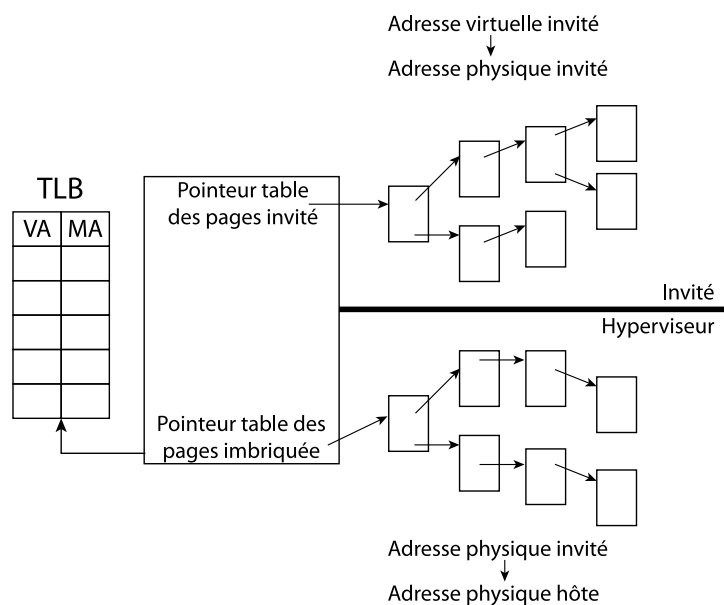 Adresse virtuelle invité
Adresse physique invité
TLB
VA MA
Pointeur table
des pages invité
Invité
Hyperviseur
Pointeur table des
pages imbriquée
Adresse physique invité
Adresse physique hôte